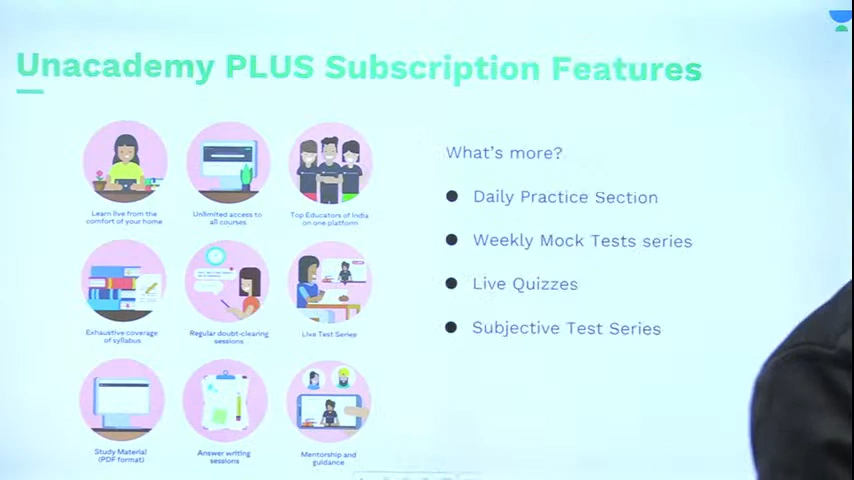 Unacademy PLUS Subscription Features
Learn live from the
comfort of your home
Unlimited access to
all courses
Top Educators of India
on one platform
Exhaustive coverage
of syllabus
Regular doubt-clearing
sessions
Live Test Series
Study Material
(PDF format)
Answer writing
sessions
Mentorship and
guidance
What's more?
Daily Practice Section
Weekly Mock Tests series
Live Quizzes
Subjective Test Series